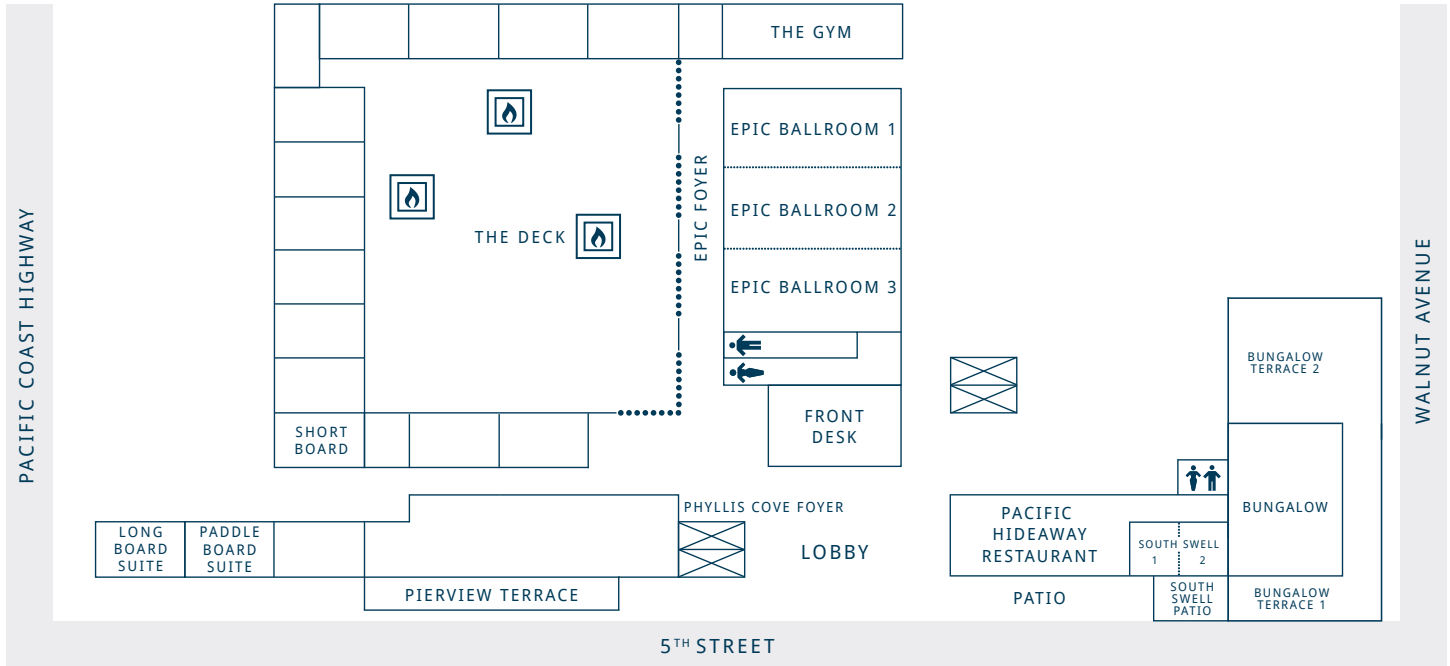 THE GYM
EPIC BALLROOM 1
EPIC FOYER
EPIC BALLROOM 2
THE DECK
EPIC BALLROOM 3
PACIFIC COAST HIGHWAY
WALNUT AVENUE
BUNGALOW
TERRACE 2
FRONT
DESK
SHORT
BOARD
PHYLLIS COVE FOYER
LONG
BOARD
SUITE
PADDLE
BOARD
SUITE
LOBBY
PACIFIC
HIDEAWAY
RESTAURANT
SOUTH SWELL
1 2
BUNGALOW
PIERVIEW TERRACE
PATIO
SOUTH
SWELL
PATIO
BUNGALOW
TERRACE 1
5TH STREET